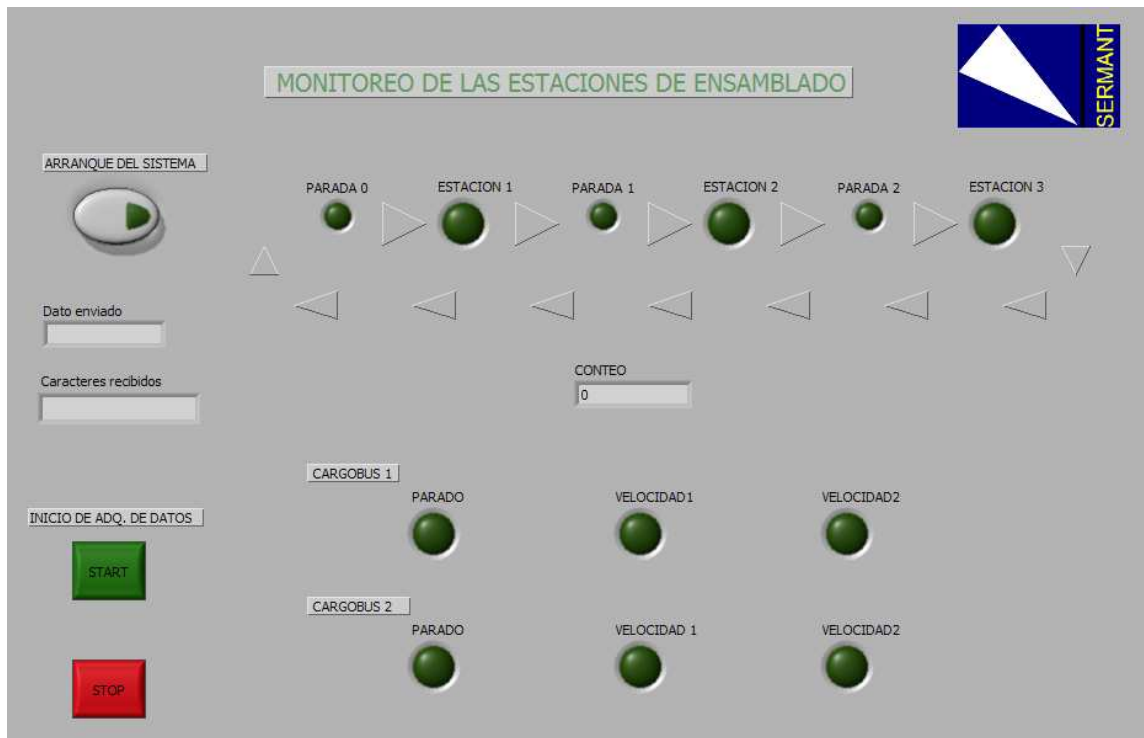 MONITOREO DE LAS ESTACIONES DE ENSAMBLADO
SERMANT
ARRANQUE DEL SISTEMA
PARADA 0
ESTACION 1
PARADA 1
ESTACION 2
PARADA 2
ESTACION 3
Dato enviado
Caracteres recibidos
CONTEO
0
CARGOBUS 1
PARADO
VELOCIDAD1
VELOCIDAD2
INICIO DE ADQ. DE DATOS
START
CARGOBUS 2
PARADO
VELOCIDAD 1
VELOCIDAD2
STOP